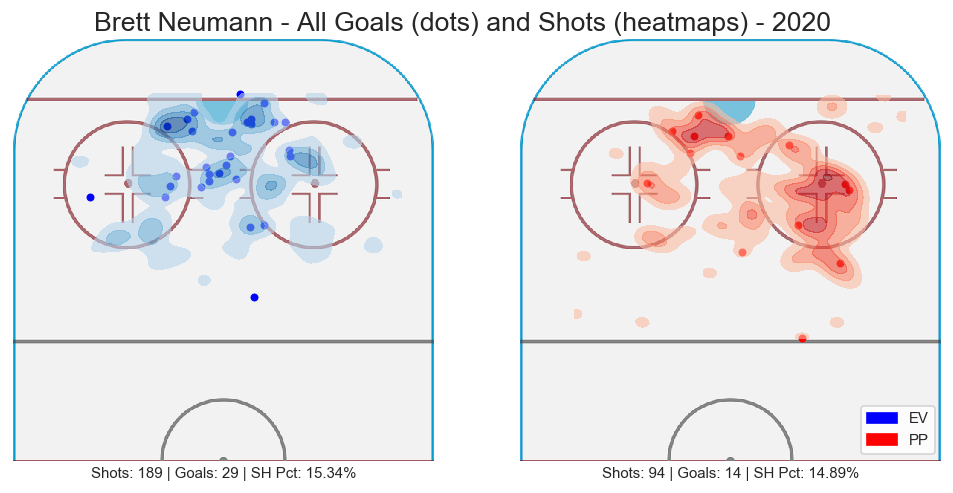 Brett Neumann - All Goals (dots) and Shots (heatmaps) - 2020
EV
PP
Shots: 189 | Goals: 29 | SH Pct: 15.34%
Shots: 94 | Goals: 14 | SH Pct: 14.89%